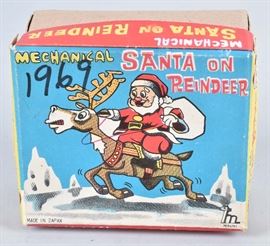 MECHANICAL
SANTA ON REINDEER
MECHANICAL
SANTA ON
REINDEER
1969
MADE IN JAPAN